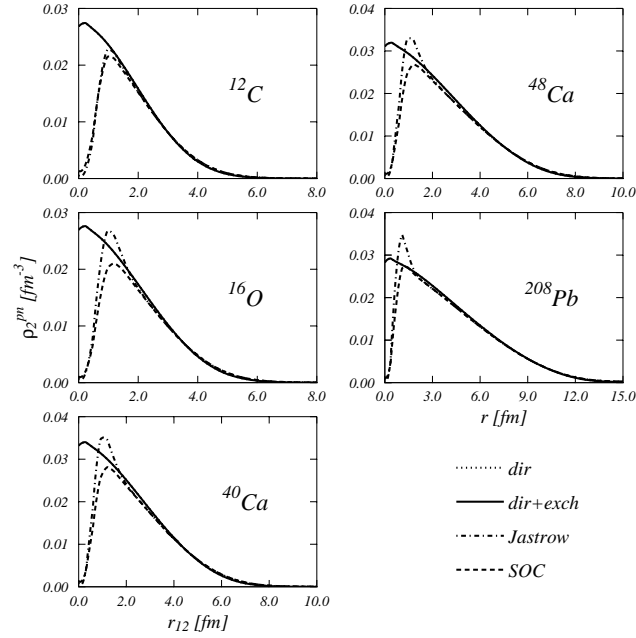 0.03
0.02
0.01
0.00
0.0 2.0 4.0 6.0 8.0
¹²C
0.04
0.03
0.02
0.01
0.00
0.0 2.0 4.0 6.0 8.0 10.0
⁴⁸Ca
0.03
0.02
0.01
0.00
0.0 2.0 4.0 6.0 8.0
¹⁶O
ρ₂ᵖⁿ [fm⁻³]
0.04
0.03
0.02
0.01
0.00
0.0 3.0 6.0 9.0 12.0 15.0
²⁰⁸Pb
r [fm]
0.04
0.03
0.02
0.01
0.00
0.0 2.0 4.0 6.0 8.0 10.0
⁴⁰Ca
r₁₂ [fm]
dir
dir+exch
Jastrow
SOC